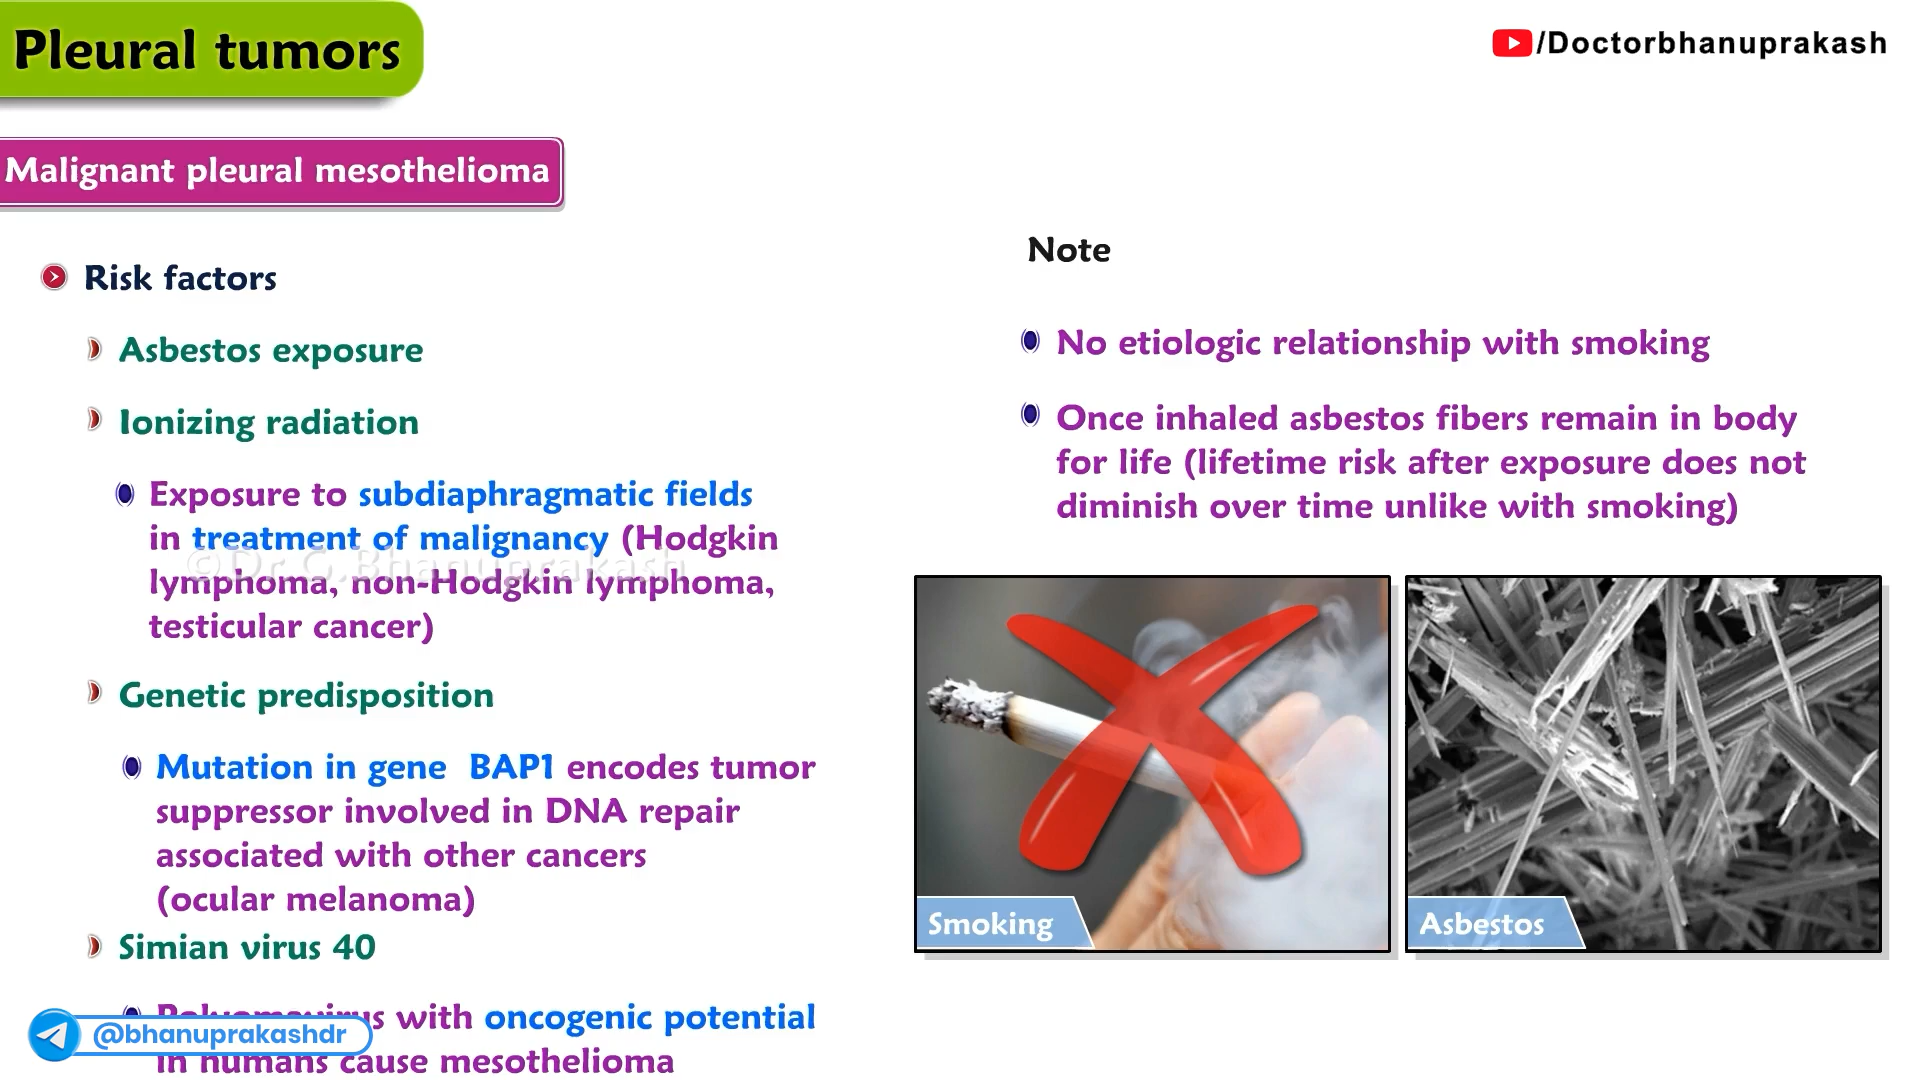 Pleural tumors
/Doctorbhanuprakash
Malignant pleural mesothelioma
Risk factors
Asbestos exposure
Ionizing radiation
Exposure to subdiaphragmatic fields
in treatment of malignancy (Hodgkin
lymphoma, non-Hodgkin lymphoma,
testicular cancer)
©Dr.G.Bhanuprakash
Genetic predisposition
Mutation in gene BAP1 encodes tumor
suppressor involved in DNA repair
associated with other cancers
(ocular melanoma)
Simian virus 40
Polyomavirus with oncogenic potential
in humans cause mesothelioma
@bhanuprakashdr
Note
No etiologic relationship with smoking
Once inhaled asbestos fibers remain in body
for life (lifetime risk after exposure does not
diminish over time unlike with smoking)
Smoking
Asbestos